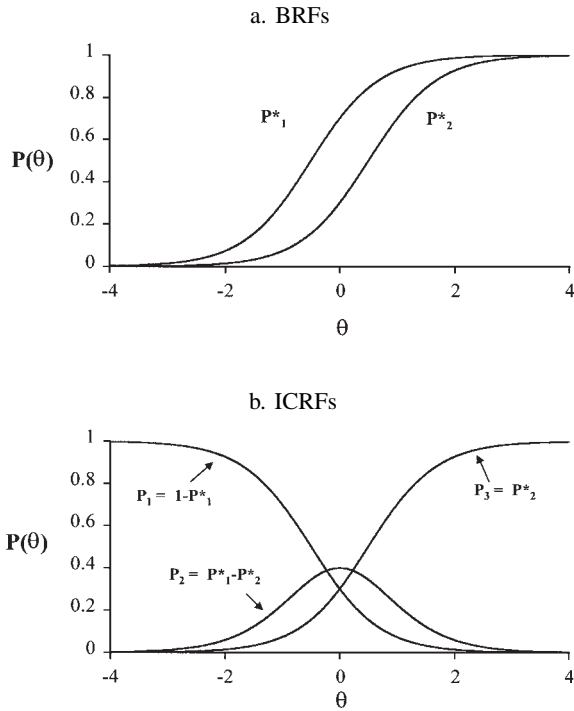 a. BRFs
1
0.8
P*1
P*2
0.6
P(θ)
0.4
0.2
0
-4 -2 0 2 4
θ
b. ICRFs
1
0.8
P1 = 1-P*1
P3 = P*2
0.6
P(θ)
0.4
P2 = P*1-P*2
0.2
0
-4 -2 0 2 4
θ